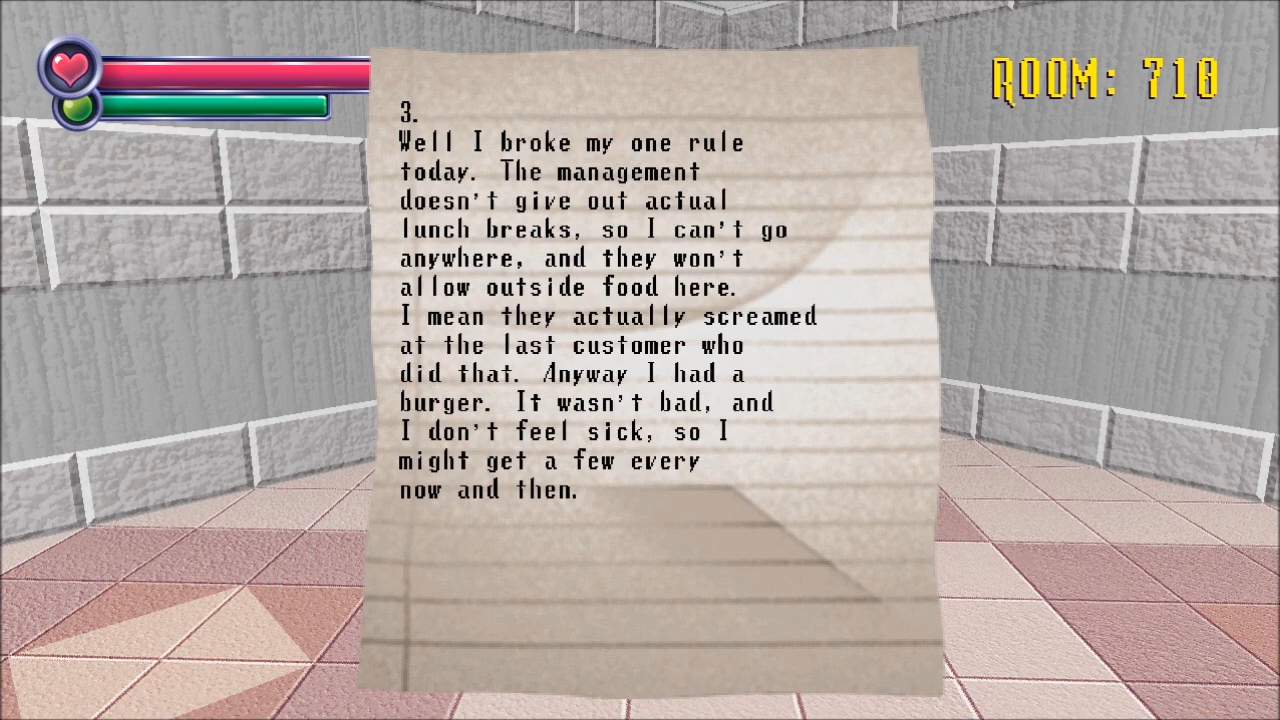 ROOM: 710
3.
Well I broke my one rule
today. The management
doesn't give out actual
lunch breaks, so I can't go
anywhere, and they won't
allow outside food here.
I mean they actually screamed
at the last customer who
did that. Anyway I had a
burger. It wasn't bad, and
I don't feel sick, so I
might get a few every
now and then.